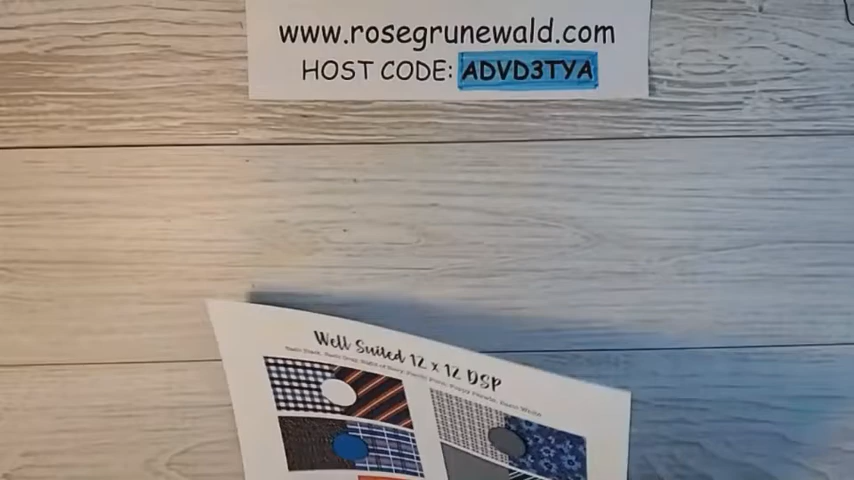 www.rosegrunewald.com
HOST CODE: ADVD3TYA
Well Suited 12 x 12 DSP